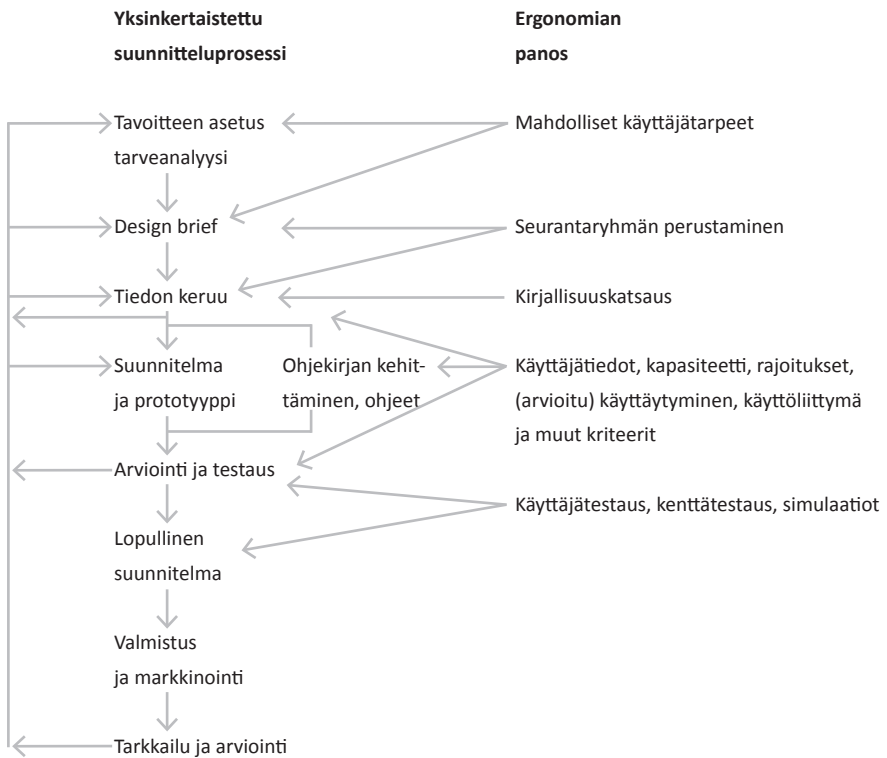 Yksinkertaistettu
suunnitteluprosessi
Ergonomian
panos
Tavoitteen asetus
tarveanalyysi
Mahdolliset käyttäjätarpeet
Design brief
Seurantaryhmän perustaminen
Tiedon keruu
Kirjallisuuskatsaus
Suunnitelma
ja prototyyppi
Ohjekirjan kehit-
täminen, ohjeet
Käyttäjätiedot, kapasiteetti, rajoitukset,
(arvioitu) käyttäytyminen, käyttöliittymä
ja muut kriteerit
Arviointi ja testaus
Käyttäjätestaus, kenttätestaus, simulaatiot
Lopullinen
suunnitelma
Valmistus
ja markkinointi
Tarkkailu ja arviointi